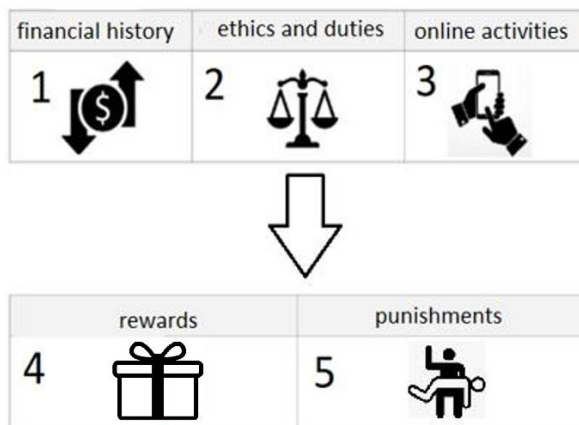 financial history
ethics and duties
online activities
1
2
3
$
rewards
punishments
4
5